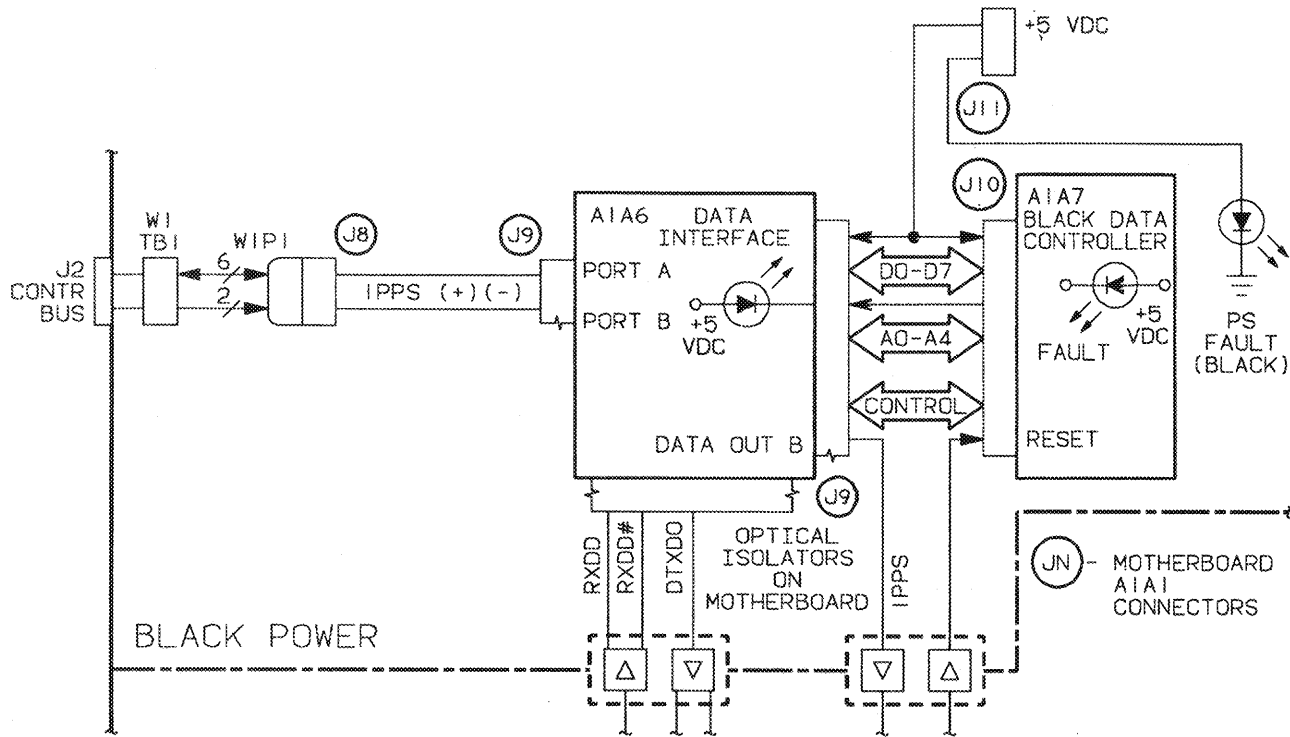 +5 VDC
J11
J10
A1A7
BLACK DATA
CONTROLLER
+5
VDC
FAULT
RESET
PS
FAULT
(BLACK)
W1
TB1
W1P1
J8
J9
J2
CONTR
BUS
6
2
1PPS (+)(-)
A1A6 DATA
INTERFACE
PORT A
PORT B
+5
VDC
DATA OUT B
D0-D7
A0-A4
CONTROL
J9
RXDD
RXDD#
DTXDO
OPTICAL
ISOLATORS
ON
MOTHERBOARD
1PPS
JN - MOTHERBOARD
A1A1
CONNECTORS
BLACK POWER